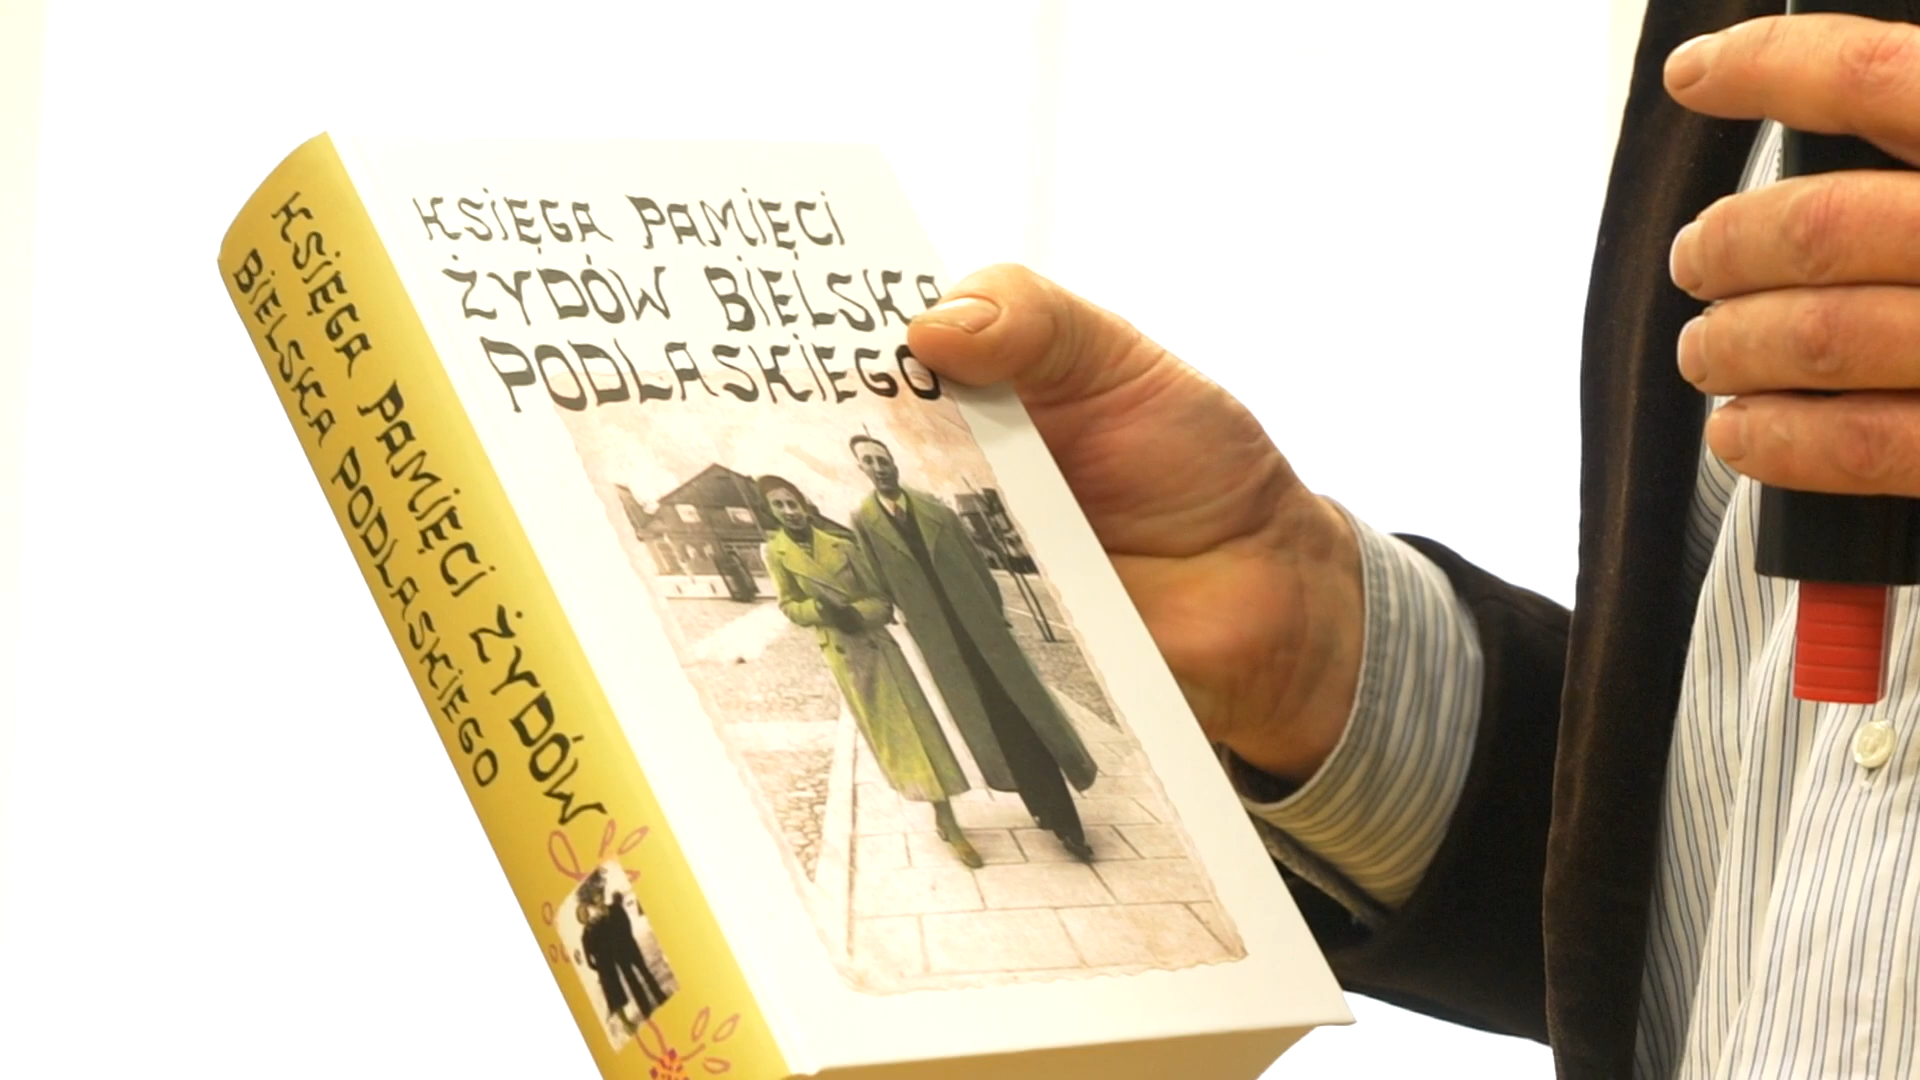 KSIĘGA PAMIĘCI
ŻYDÓW BIELSKA
PODLASKIEGO
KSIĘGA PAMIĘCI ŻYDÓW
BIELSKA PODLASKIEGO